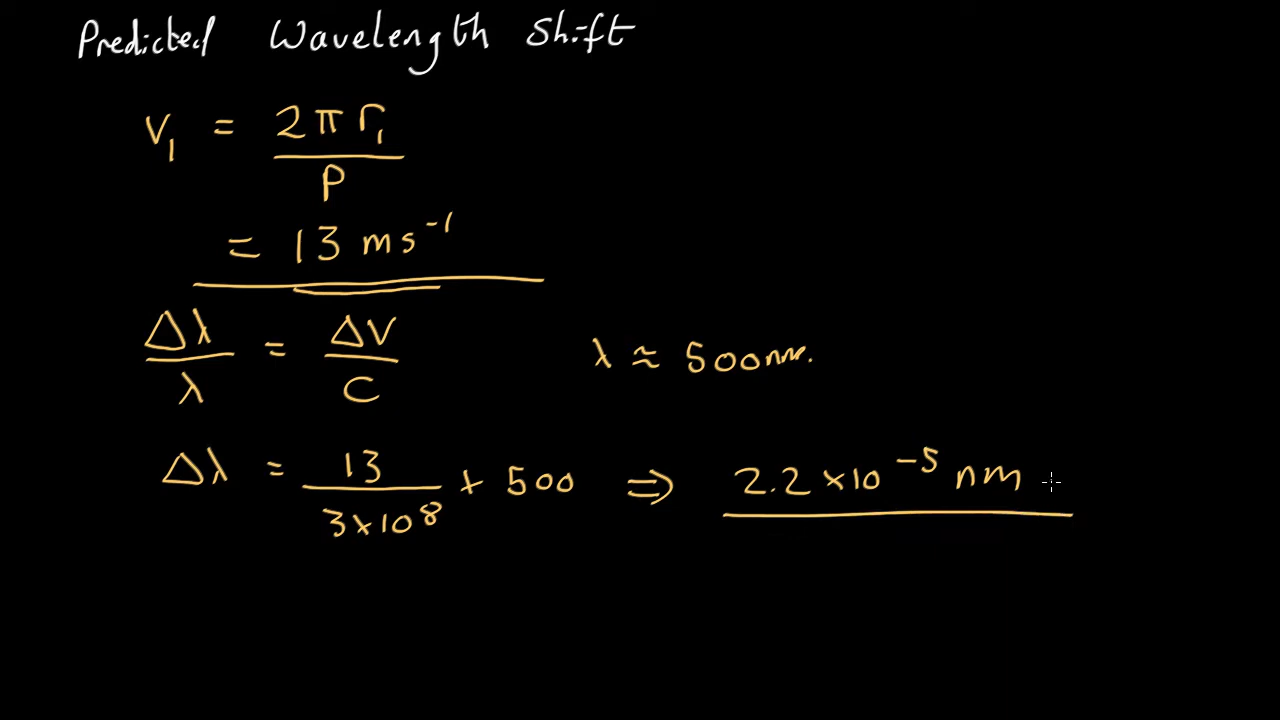 Predicted Wavelength Shift
V₁ = 2πr₁ / P
= 13 ms⁻¹
Δλ / λ = ΔV / C
λ ≈ 500nm.
Δλ = 13 / 3×10⁸ × 500 ⇒ 2.2 ×10⁻⁵ nm